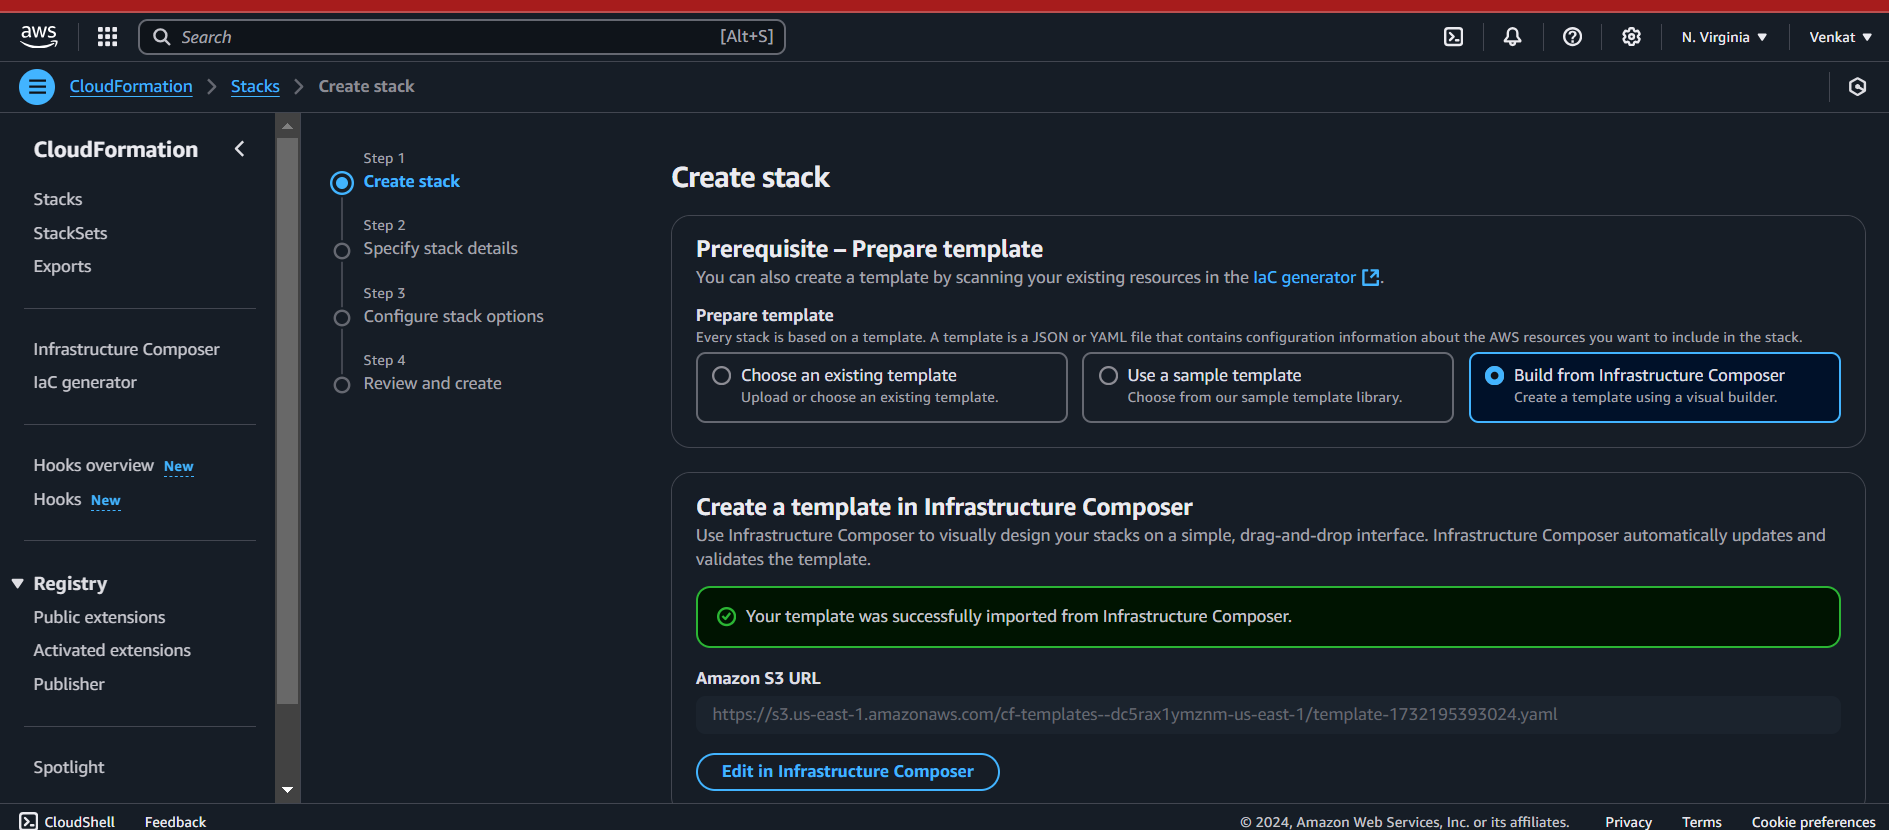 aws
Search
[Alt+S]
N. Virginia
Venkat
CloudFormation
Stacks
Create stack
CloudFormation
Stacks
StackSets
Exports
Infrastructure Composer
IaC generator
Hooks overview New
Hooks New
Registry
Public extensions
Activated extensions
Publisher
Spotlight
Step 1
Create stack
Step 2
Specify stack details
Step 3
Configure stack options
Step 4
Review and create
Create stack
Prerequisite – Prepare template
You can also create a template by scanning your existing resources in the IaC generator.
Prepare template
Every stack is based on a template. A template is a JSON or YAML file that contains configuration information about the AWS resources you want to include in the stack.
Choose an existing template
Upload or choose an existing template.
Use a sample template
Choose from our sample template library.
Build from Infrastructure Composer
Create a template using a visual builder.
Create a template in Infrastructure Composer
Use Infrastructure Composer to visually design your stacks on a simple, drag-and-drop interface. Infrastructure Composer automatically updates and
validates the template.
Your template was successfully imported from Infrastructure Composer.
Amazon S3 URL
https://s3.us-east-1.amazonaws.com/cf-templates--dc5rax1ymznm-us-east-1/template-1732195393024.yaml
Edit in Infrastructure Composer
CloudShell
Feedback
© 2024, Amazon Web Services, Inc. or its affiliates.
Privacy
Terms
Cookie preferences